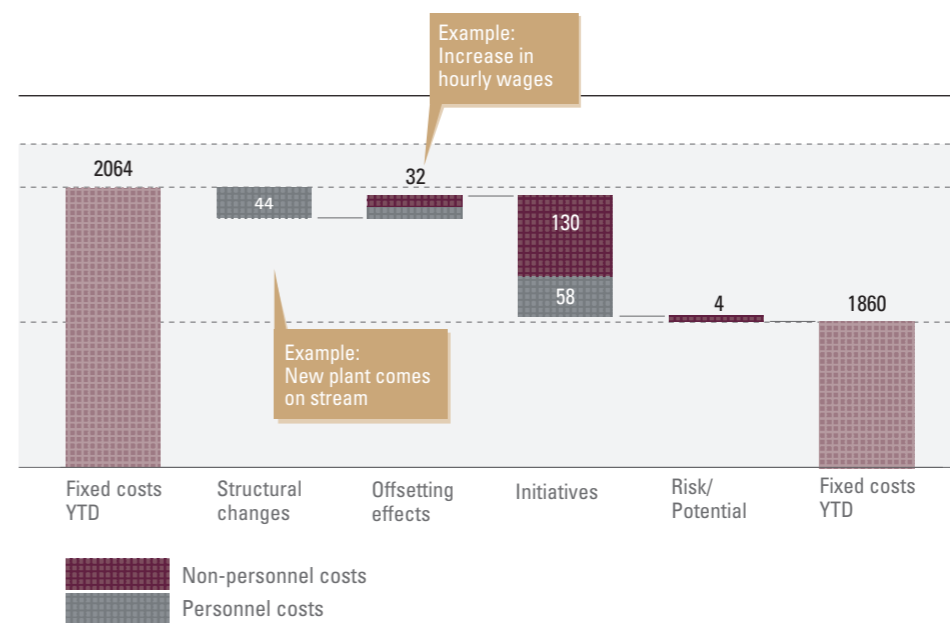 Example:
Increase in
hourly wages
2064
44
32
130
58
4
1860
Example:
New plant comes
on stream
Fixed costs
YTD
Structural
changes
Offsetting
effects
Initiatives
Risk/
Potential
Fixed costs
YTD
Non-personnel costs
Personnel costs